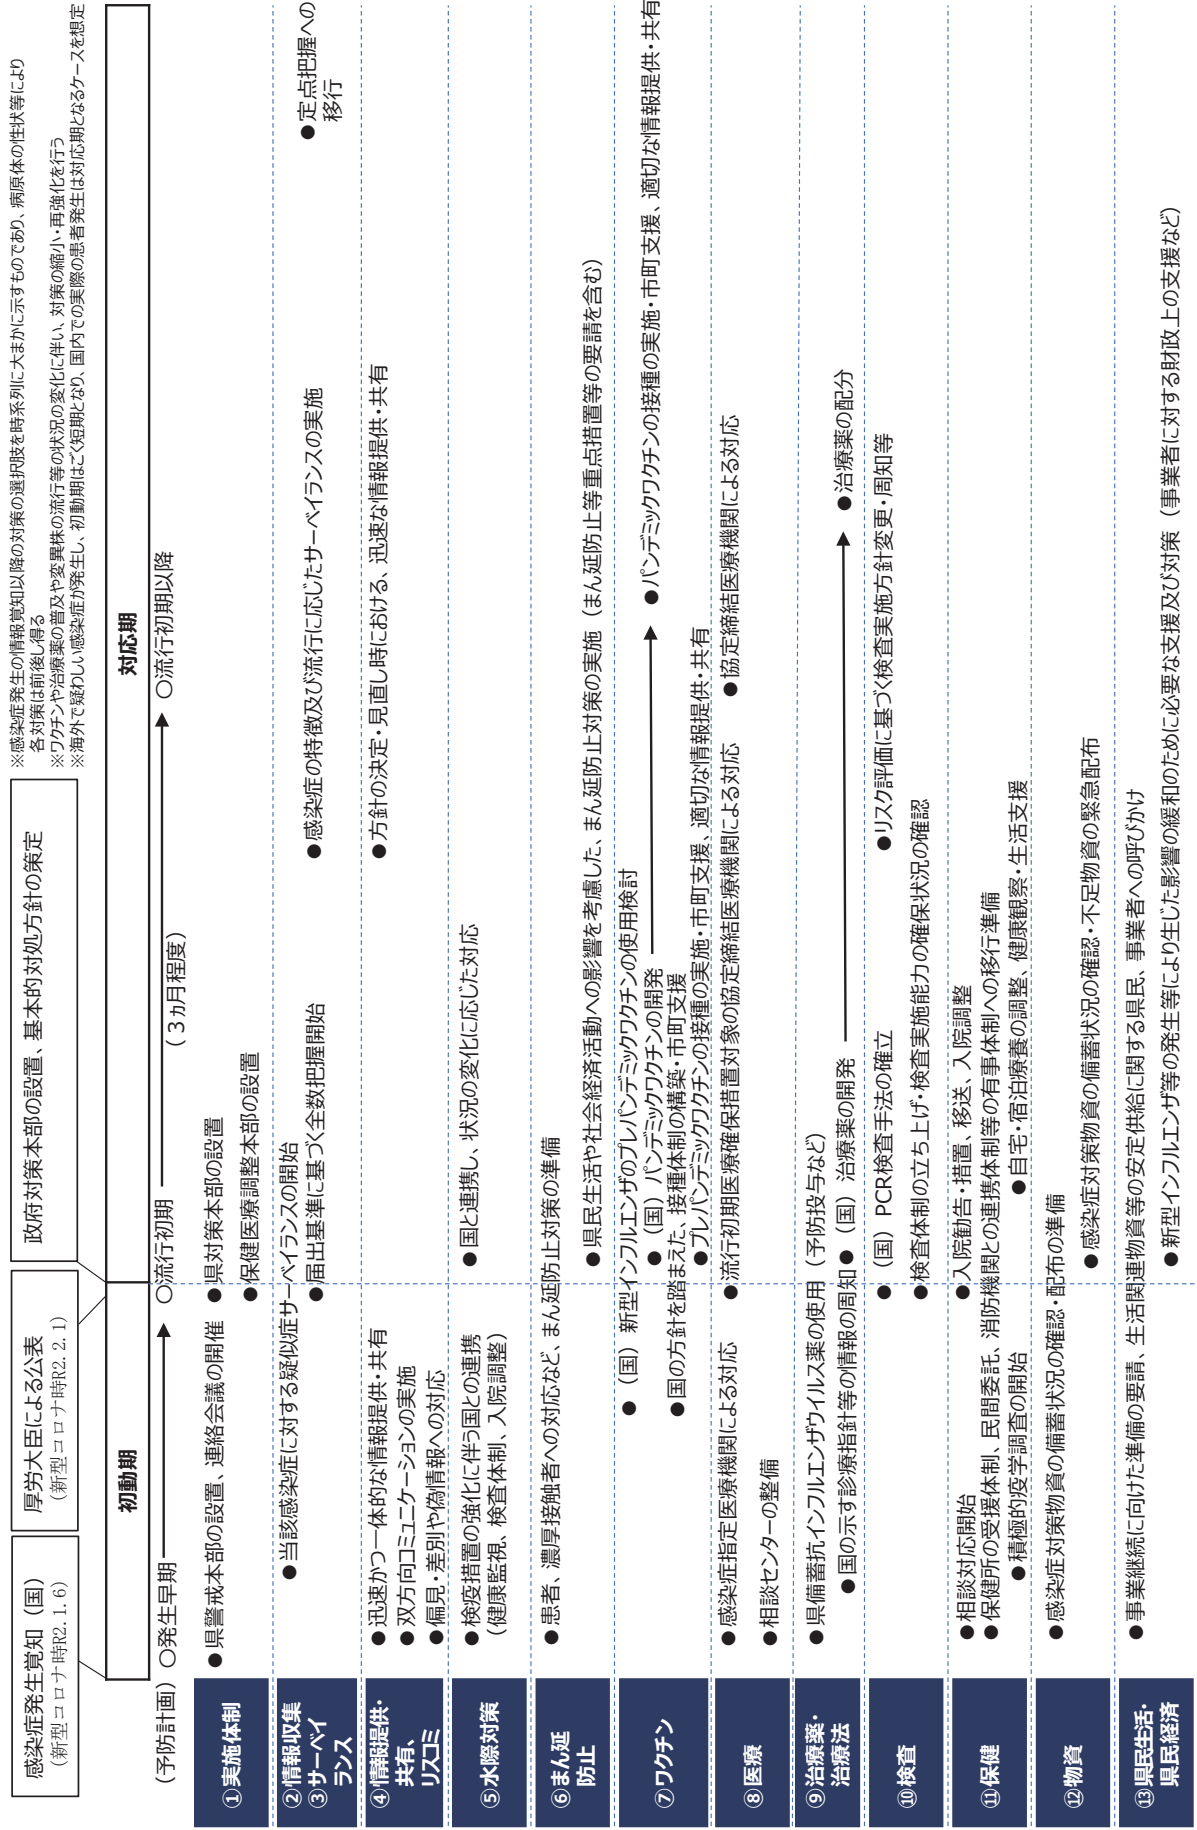 感染症発生覚知（国）
（新型コロナ時R2．1．6）
厚労大臣による公表
（新型コロナ時R2．2．1）
政府対策本部の設置、基本的対処方針の策定
※感染症発生の情報覚知以降の対策の選択肢を時系列に大まかに示すものであり、病原体の性状等により
各対策は前後し得る
※ワクチンや治療薬の普及や変異株の流行等の状況の変化に伴い、対策の縮小・再強化を行う
※海外で疑わしい感染症が発生し、初動期はごく短期となり、国内での実際の患者発生は対応期となるケースを想定
初動期
対応期
（予防計画）
○発生早期
○流行初期
（３ヵ月程度）
○流行初期以降
①実施体制
●県警戒本部の設置、連絡会議の開催
●県対策本部の設置
●保健医療調整本部の設置
②情報収集
③サーベイ
ランス
●当該感染症に対する疑似症サーベイランスの開始
●届出基準に基づく全数把握開始
●感染症の特徴及び流行に応じたサーベイランスの実施
●定点把握への
移行
④情報提供・
共有、
リスコミ
●迅速かつ一体的な情報提供・共有
●双方向コミュニケーションの実施
●偏見・差別や偽情報への対応
●方針の決定・見直し時における、迅速な情報提供・共有
⑤水際対策
●検疫措置の強化に伴う国との連携
（健康監視、検査体制、入院調整）
●国と連携し、状況の変化に応じた対応
⑥まん延
防止
●患者、濃厚接触者への対応など、まん延防止対策の準備
●県民生活や社会経済活動への影響を考慮した、まん延防止対策の実施（まん延防止等重点措置等の要請を含む）
⑦ワクチン
●（国）新型インフルエンザのプレパンデミックワクチンの使用検討
●（国）パンデミックワクチンの開発
●パンデミックワクチンの接種の実施・市町支援、適切な情報提供・共有
●国の方針を踏まえた、接種体制の構築・市町支援
●プレパンデミックワクチンの接種の実施・市町支援、適切な情報提供・共有
⑧医療
●感染症指定医療機関による対応
●流行初期医療確保措置対象の協定締結医療機関による対応
●協定締結医療機関による対応
●相談センターの整備
⑨治療薬・
治療法
●県備蓄抗インフルエンザウイルス薬の使用（予防投与など）
●国の示す診療指針等の情報の周知
●（国）治療薬の開発
●治療薬の配分
⑩検査
●（国）PCR検査手法の確立
●リスク評価に基づく検査実施方針変更・周知等
●検査体制の立ち上げ・検査実施能力の確保状況の確認
⑪保健
●相談対応開始
●入院勧告・措置、移送、入院調整
●保健所の受援体制、民間委託、消防機関との連携体制等の有事体制への移行準備
●積極的疫学調査の開始
●自宅・宿泊療養の調整、健康観察・生活支援
⑫物資
●感染症対策物資の備蓄状況の確認・配布の準備
●感染症対策物資の備蓄状況の確認・不足物資の緊急配布
⑬県民生活・
県民経済
●事業継続に向けた準備の要請、生活関連物資等の安定供給に関する県民、事業者への呼びかけ
●新型インフルエンザ等の発生等により生じた影響の緩和のために必要な支援及び対策（事業者に対する財政上の支援など）